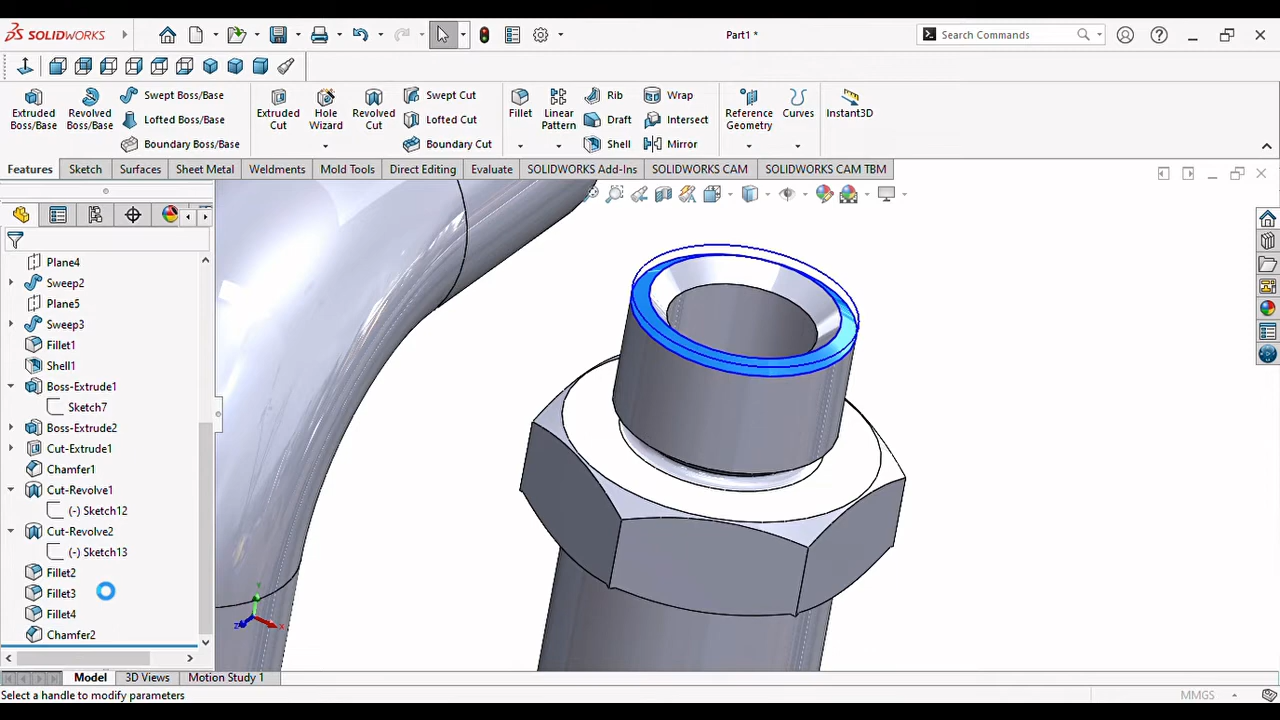 SOLIDWORKS
Part1 *
Search Commands
Extruded Boss/Base
Revolved Boss/Base
Swept Boss/Base
Lofted Boss/Base
Boundary Boss/Base
Extruded Cut
Hole Wizard
Revolved Cut
Swept Cut
Lofted Cut
Boundary Cut
Fillet
Linear Pattern
Rib
Draft
Shell
Wrap
Intersect
Mirror
Reference Geometry
Curves
Instant3D
Features Sketch Surfaces Sheet Metal Weldments Mold Tools Direct Editing Evaluate SOLIDWORKS Add-Ins SOLIDWORKS CAM SOLIDWORKS CAM TBM
Plane4
Sweep2
Plane5
Sweep3
Fillet1
Shell1
Boss-Extrude1
Sketch7
Boss-Extrude2
Cut-Extrude1
Chamfer1
Cut-Revolve1
(-) Sketch12
Cut-Revolve2
(-) Sketch13
Fillet2
Fillet3
Fillet4
Chamfer2
Y
Z X
Model 3D Views Motion Study 1
Select a handle to modify parameters
MMGS